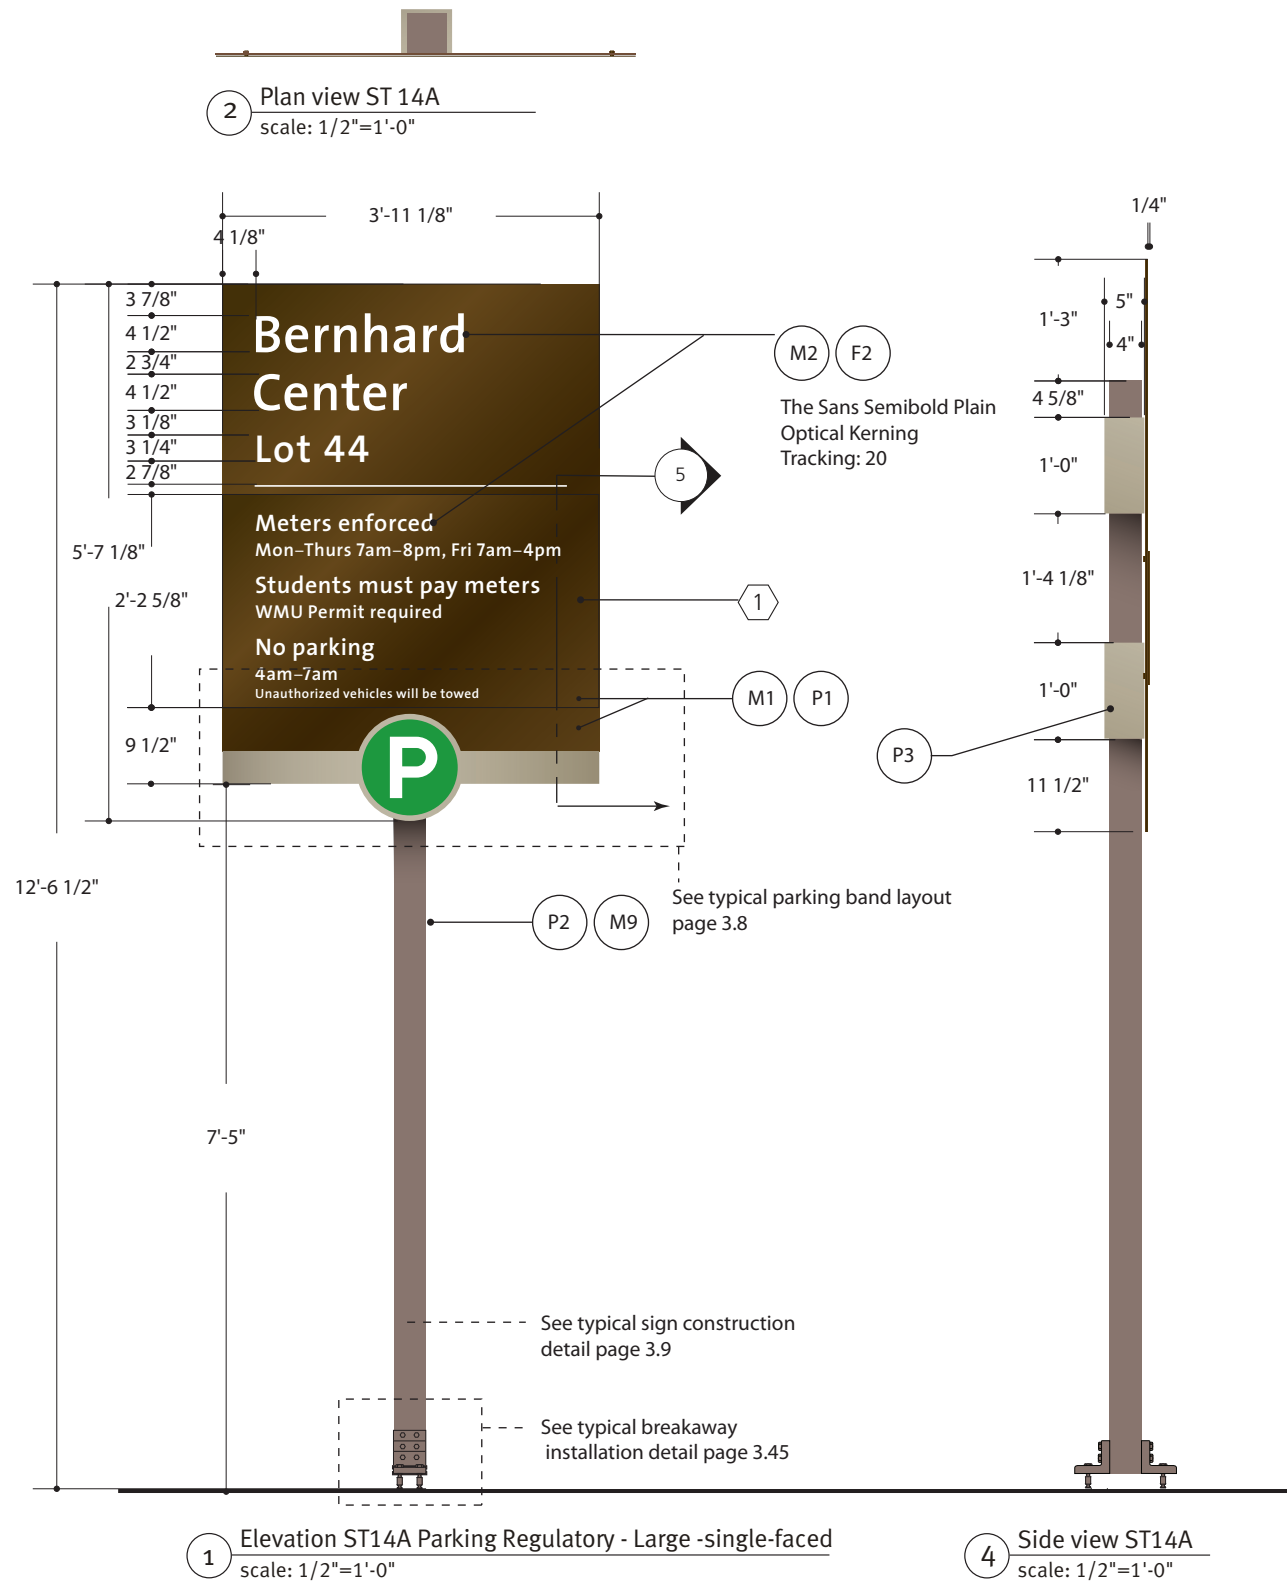 2 Plan view ST 14A
scale: 1/2"=1'-0"
3'-11 1/8"
4 1/8"
3 7/8"
4 1/2"
2 3/4"
4 1/2"
3 1/8"
3 1/4"
2 7/8"
5'-7 1/8"
2'-2 5/8"
9 1/2"
12'-6 1/2"
7'-5"
Bernhard
Center
Lot 44
Meters enforced
Mon–Thurs 7am–8pm, Fri 7am–4pm
Students must pay meters
WMU Permit required
No parking
4am–7am
Unauthorized vehicles will be towed
P
M2 F2
The Sans Semibold Plain
Optical Kerning
Tracking: 20
5
1
M1 P1
See typical parking band layout
page 3.8
P2 M9
See typical sign construction
detail page 3.9
See typical breakaway
installation detail page 3.45
1/4"
5"
4"
1'-3"
4 5/8"
1'-0"
1'-4 1/8"
1'-0"
11 1/2"
P3
1 Elevation ST14A Parking Regulatory - Large -single-faced
scale: 1/2"=1'-0"
4 Side view ST14A
scale: 1/2"=1'-0"